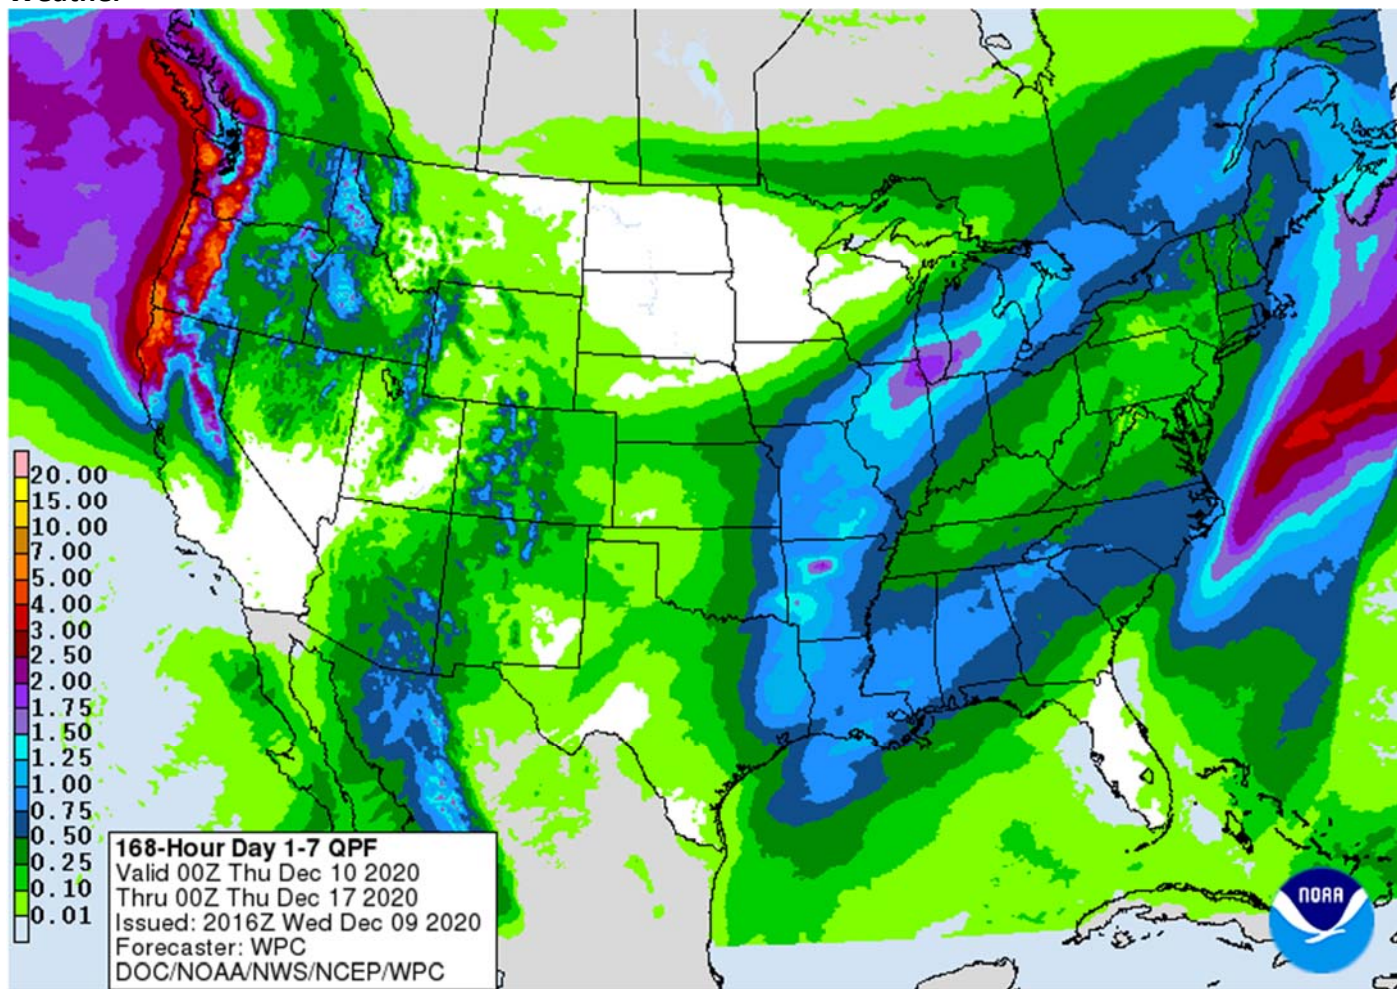 Weather
20.00
15.00
10.00
7.00
5.00
4.00
3.00
2.50
2.00
1.75
1.50
1.25
1.00
0.75
0.50
0.25
0.10
0.01
168-Hour Day 1-7 QPF
Valid 00Z Thu Dec 10 2020
Thru 00Z Thu Dec 17 2020
Issued: 2016Z Wed Dec 09 2020
Forecaster: WPC
DOC/NOAA/NWS/NCEP/WPC
NOAA